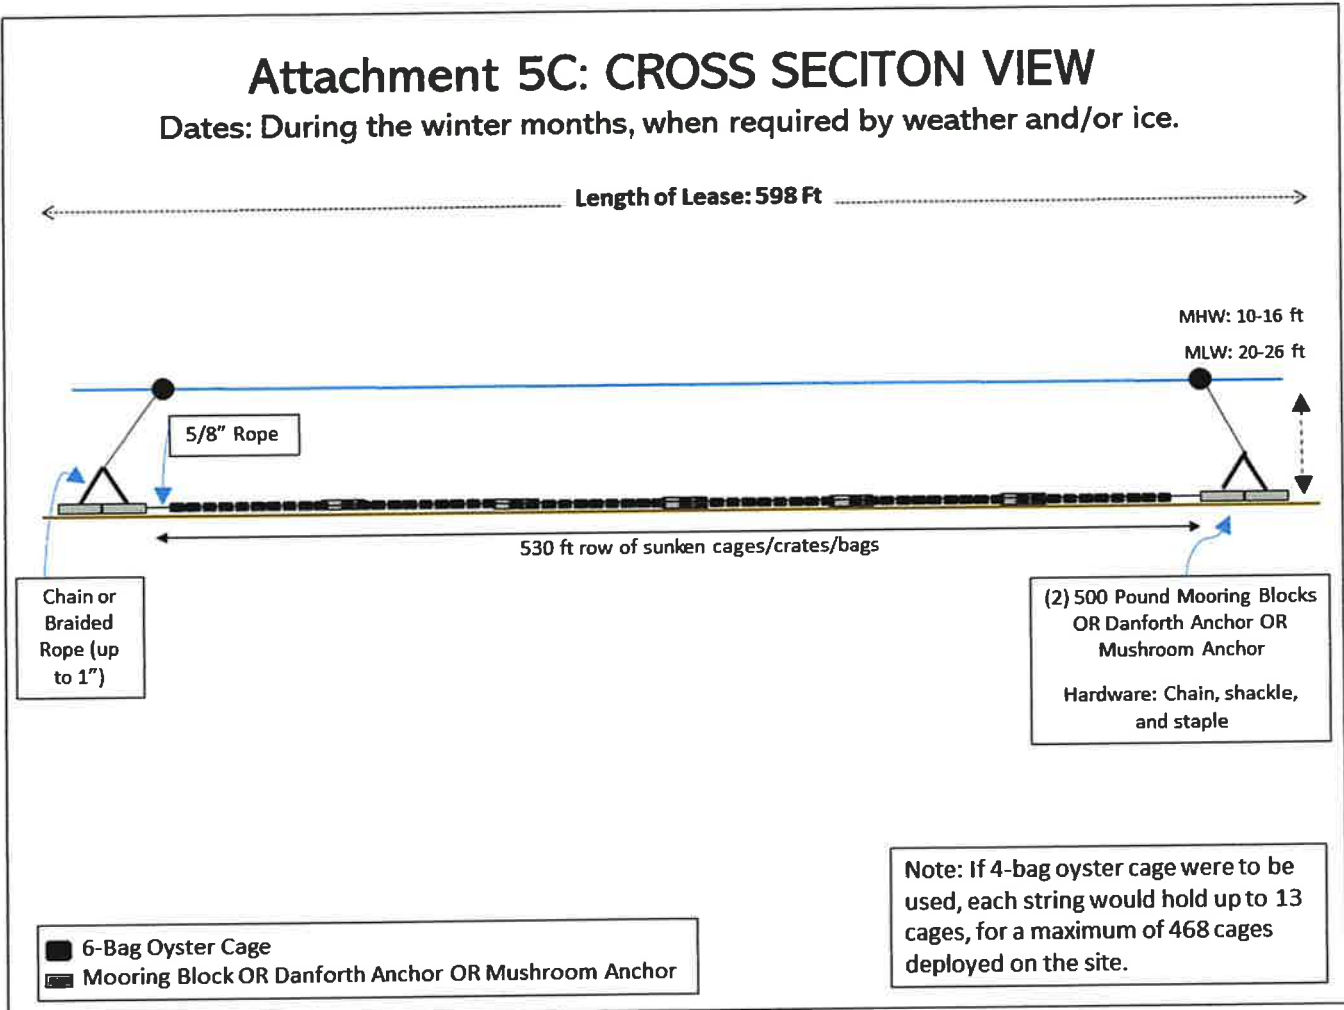 Attachment 5C: CROSS SECITON VIEW
Dates: During the winter months, when required by weather and/or ice.
Length of Lease: 598 Ft
MHW: 10-16 ft
MLW: 20-26 ft
5/8" Rope
530 ft row of sunken cages/crates/bags
Chain or
Braided
Rope (up
to 1")
(2) 500 Pound Mooring Blocks
OR Danforth Anchor OR
Mushroom Anchor
Hardware: Chain, shackle,
and staple
Note: If 4-bag oyster cage were to be
used, each string would hold up to 13
cages, for a maximum of 468 cages
deployed on the site.
6-Bag Oyster Cage
Mooring Block OR Danforth Anchor OR Mushroom Anchor